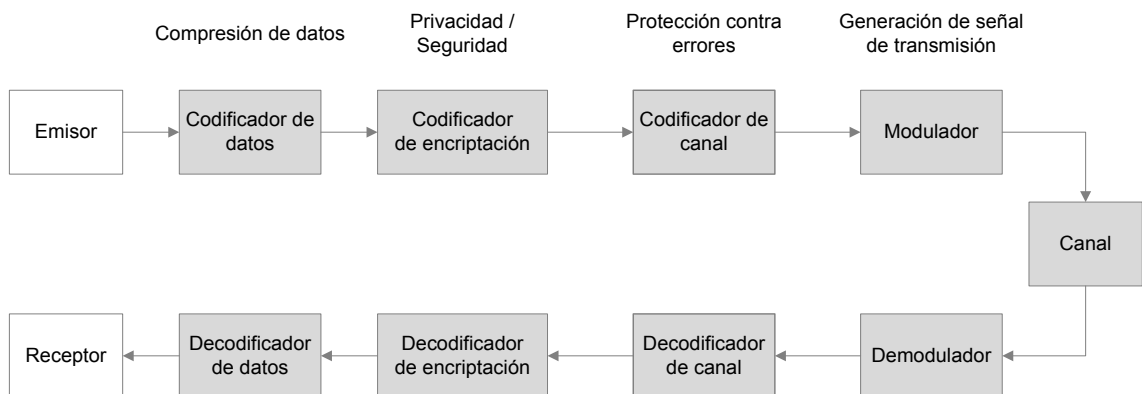 Compresión de datos
Privacidad /
Seguridad
Protección contra
errores
Generación de señal
de transmisión
Emisor
Codificador de
datos
Codificador
de encriptación
Codificador de
canal
Modulador
Canal
Receptor
Decodificador
de datos
Decodificador
de encriptación
Decodificador
de canal
Demodulador